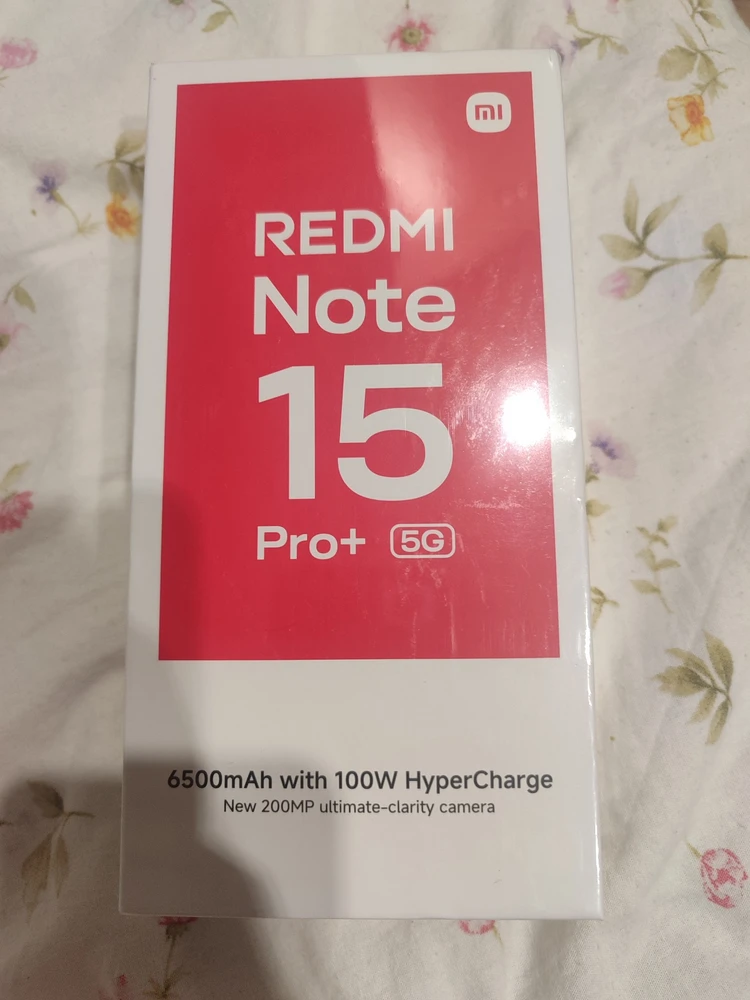 mi
REDMI
Note
15
Pro+ 5G
6500mAh with 100W HyperCharge
New 200MP ultimate-clarity camera